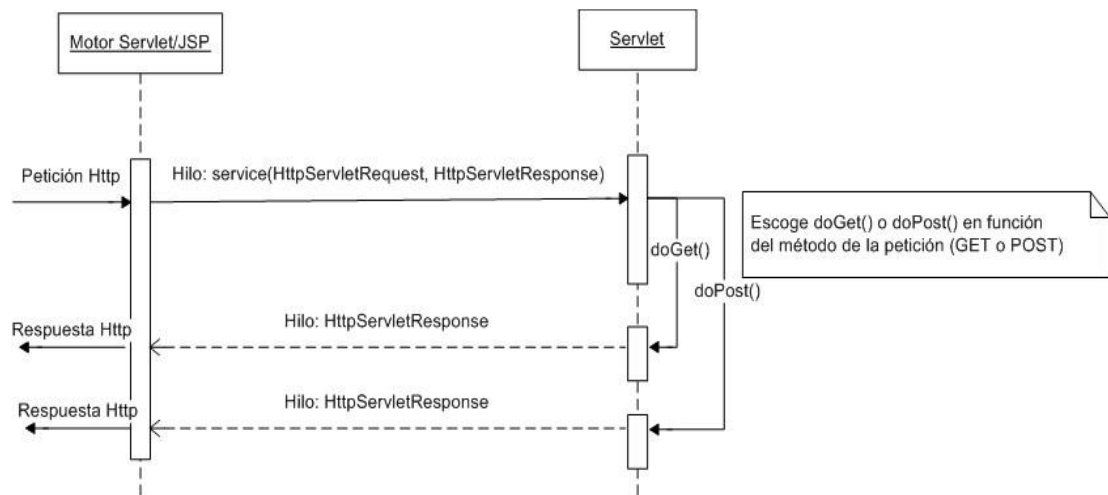 Motor Servlet/JSP
Servlet
Petición Http
Hilo: service(HttpServletRequest, HttpServletResponse)
Escoge doGet() o doPost() en función
del método de la petición (GET o POST)
doGet()
doPost()
Hilo: HttpServletResponse
Respuesta Http
Hilo: HttpServletResponse
Respuesta Http